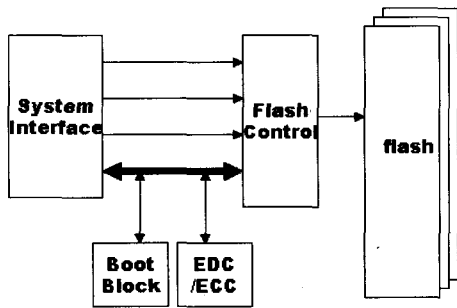 System
Interface
Flash
Control
flash
Boot
Block
EDC
/ECC